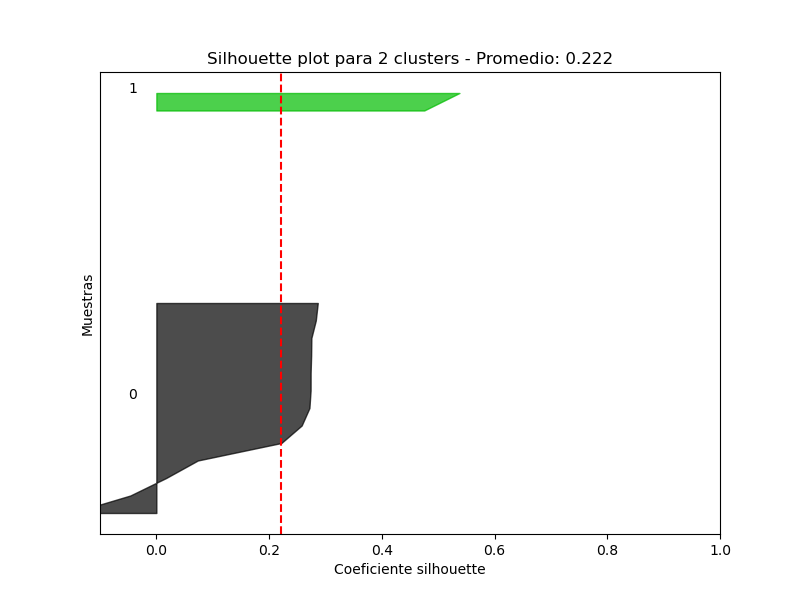 Silhouette plot para 2 clusters - Promedio: 0.222
1
Muestras
0
0.0 0.2 0.4 0.6 0.8 1.0
Coeficiente silhouette